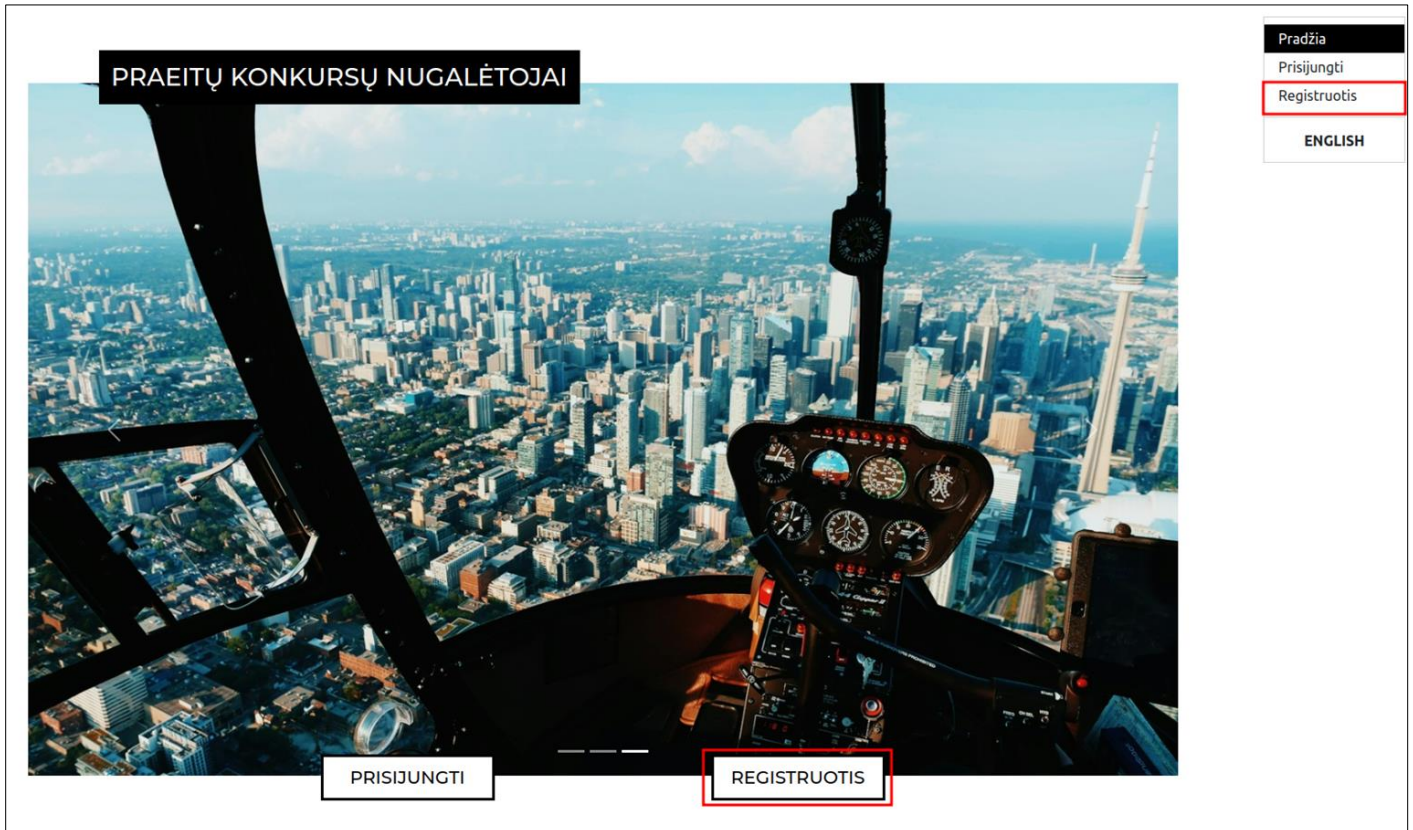 Pradžia
PRAEITŲ KONKURSŲ NUGALĖTOJAI
Prisijungti
Registruotis
ENGLISH
PRISIJUNGTI
REGISTRUOTIS